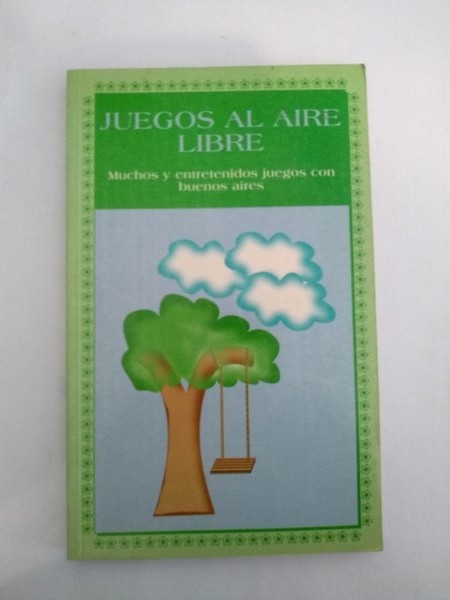 JUEGOS AL AIRE
LIBRE
Muchos y entretenidos juegos con
buenos aires